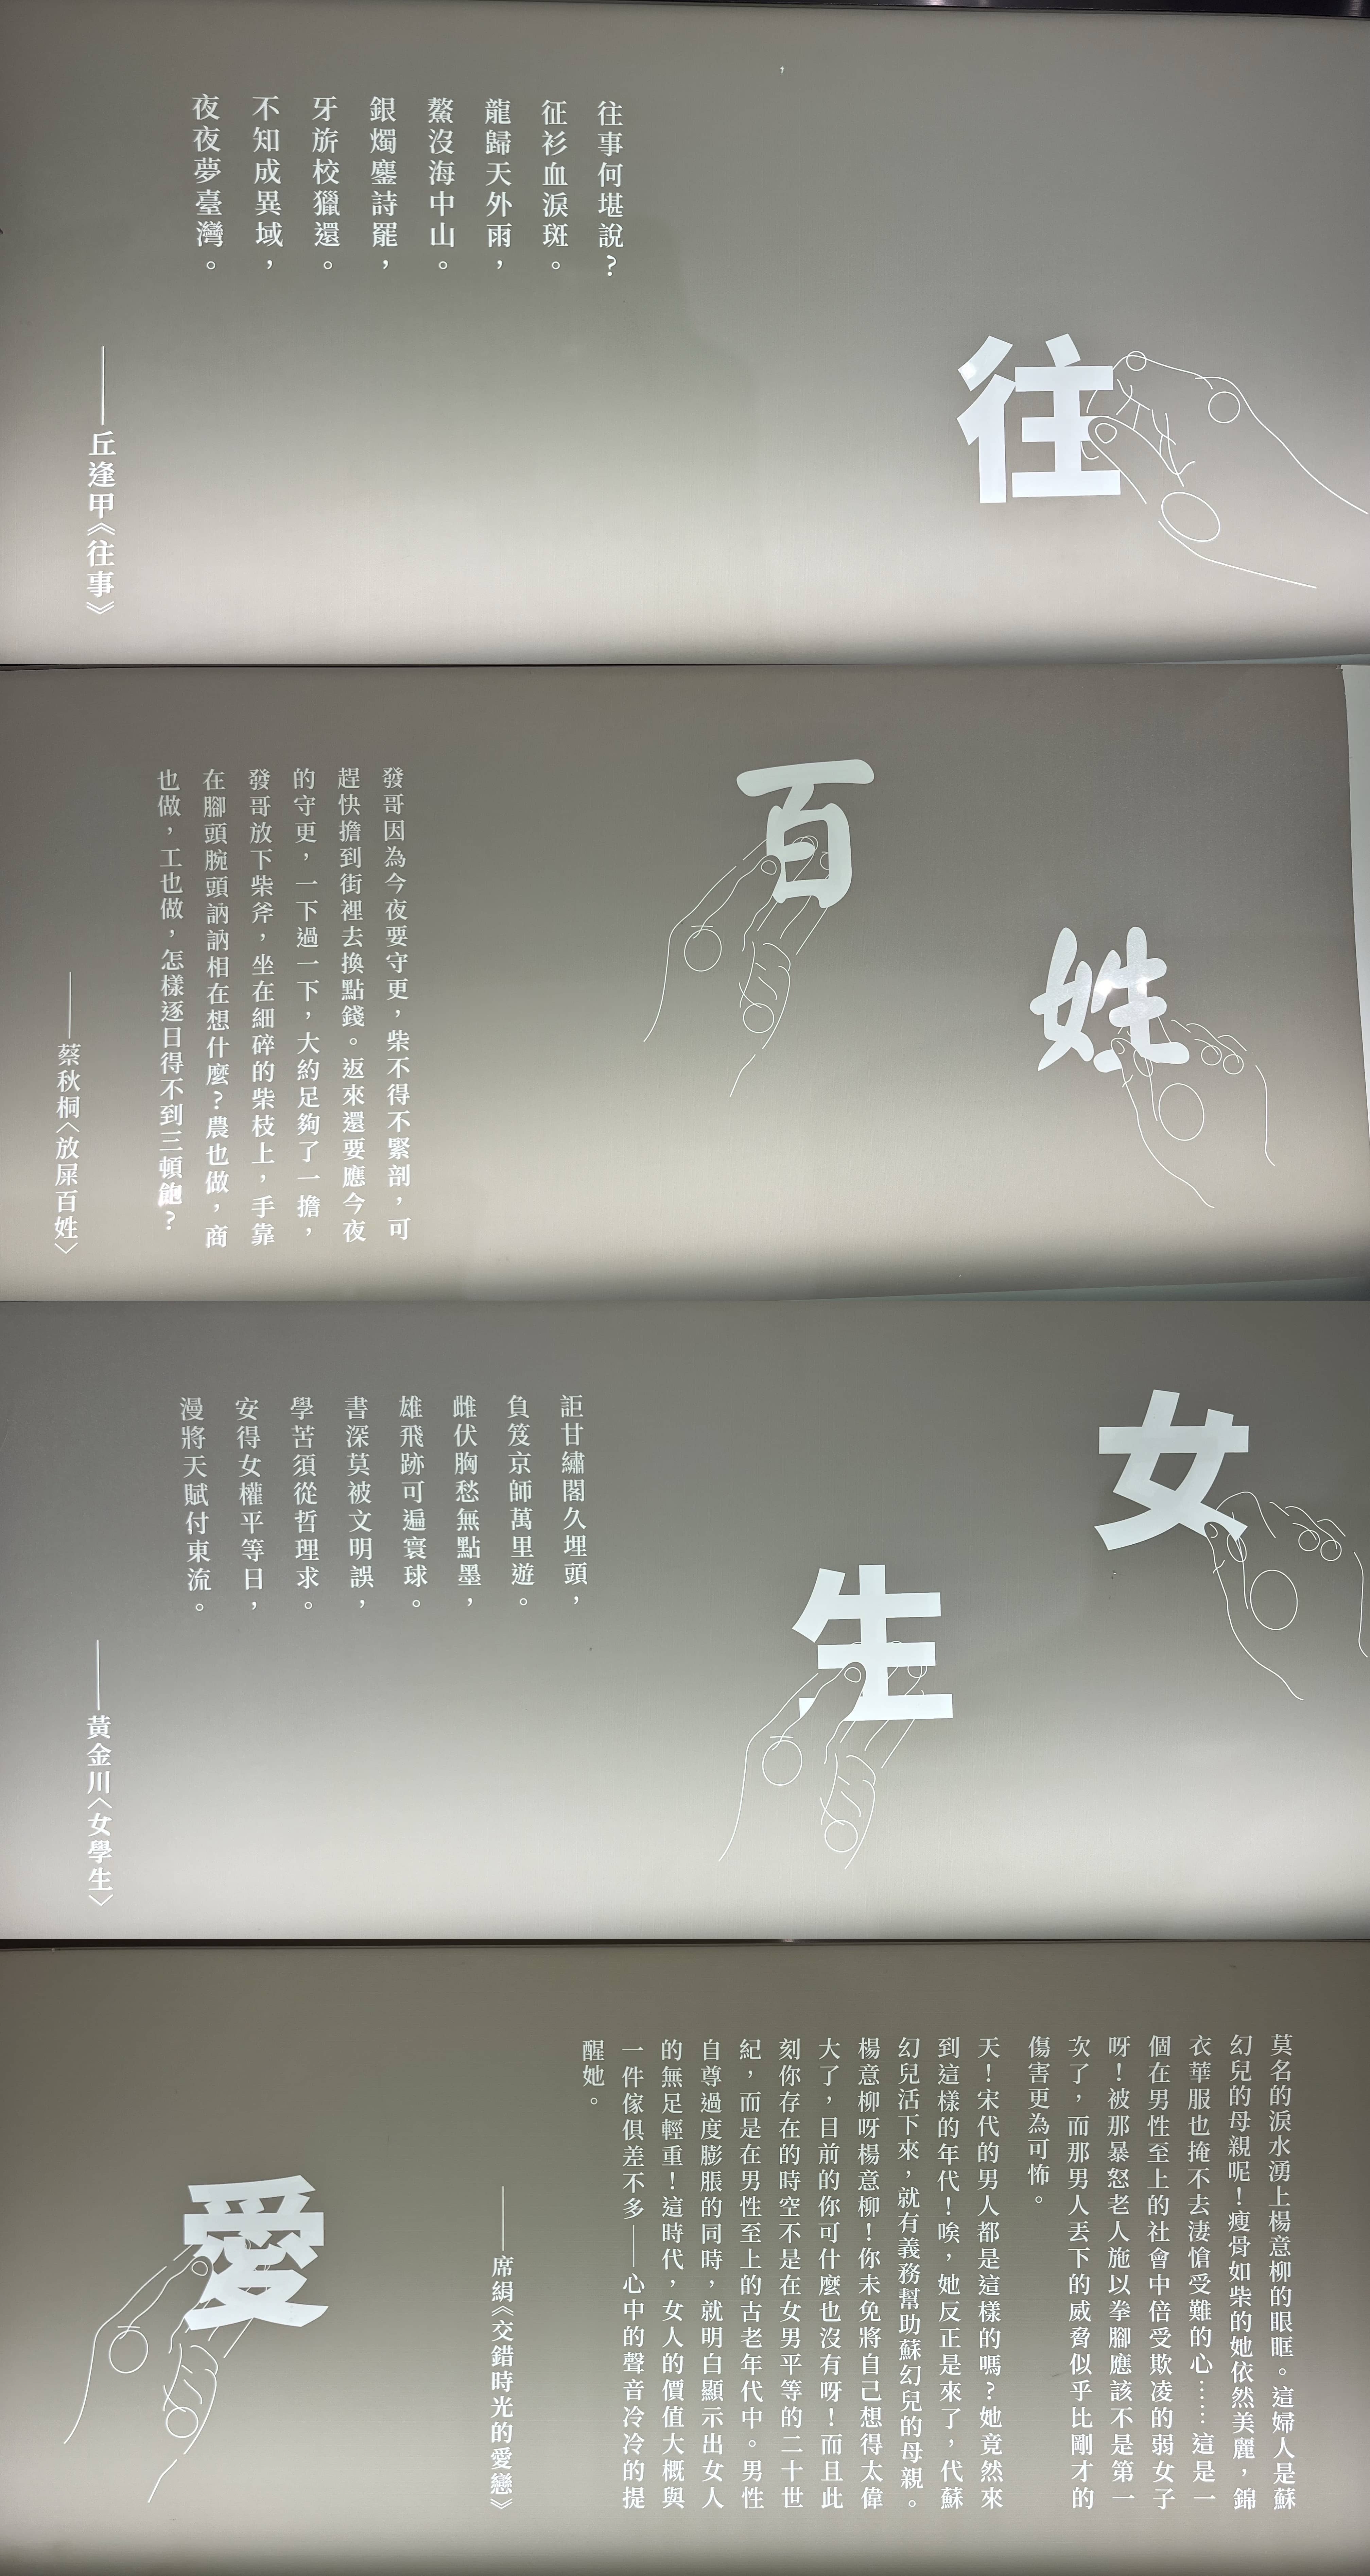 往事何堪說？
征衫血淚斑。
龍歸天外雨，
鰲沒海中山。
銀燭鏖詩罷，
牙旂校獵還。
不知成異域，
夜夜夢臺灣。
——丘逢甲《往事》
往
百
姓
發哥因為今夜要守更，柴不得不緊剖，可
趕快擔到街裡去換點錢。返來還要應今夜
的守更，一下過一下，大約足夠了一擔，
發哥放下柴斧，坐在細碎的柴枝上，手靠
在腳頭腕頭訥訥相在想什麼？農也做，商
也做，工也做，怎樣逐日得不到三頓飽？
——蔡秋桐〈放屎百姓〉
女
生
詎甘繡閣久埋頭，
負笈京師萬里遊。
雌伏胸愁無點墨，
雄飛跡可遍寰球。
書深莫被文明誤，
學苦須從哲理求。
安得女權平等日，
漫將天賦付東流。
——黃金川〈女學生〉
莫名的淚水湧上楊意柳的眼眶。這婦人是蘇
幻兒的母親呢！瘦骨如柴的她依然美麗，錦
衣華服也掩不去淒愴受難的心……這是一
個在男性至上的社會中倍受欺凌的弱女子
呀！被那暴怒老人施以拳腳應該不是第一
次了，而那男人丟下的威脅似乎比剛才的
傷害更為可怖。
天！宋代的男人都是這樣的嗎？她竟然來
到這樣的年代！唉，她反正是來了，代蘇
幻兒活下來，就有義務幫助蘇幻兒的母親。
楊意柳呀楊意柳！你未免將自己想得太偉
大了，目前的你可什麼也沒有呀！而且此
刻你存在的時空不是在女男平等的二十世
紀，而是在男性至上的古老年代中。男性
自尊過度膨脹的同時，就明白顯示出女人
的無足輕重！這時代，女人的價值大概與
一件傢俱差不多——心中的聲音冷冷的提
醒她。
——席絹《交錯時光的愛戀》
愛